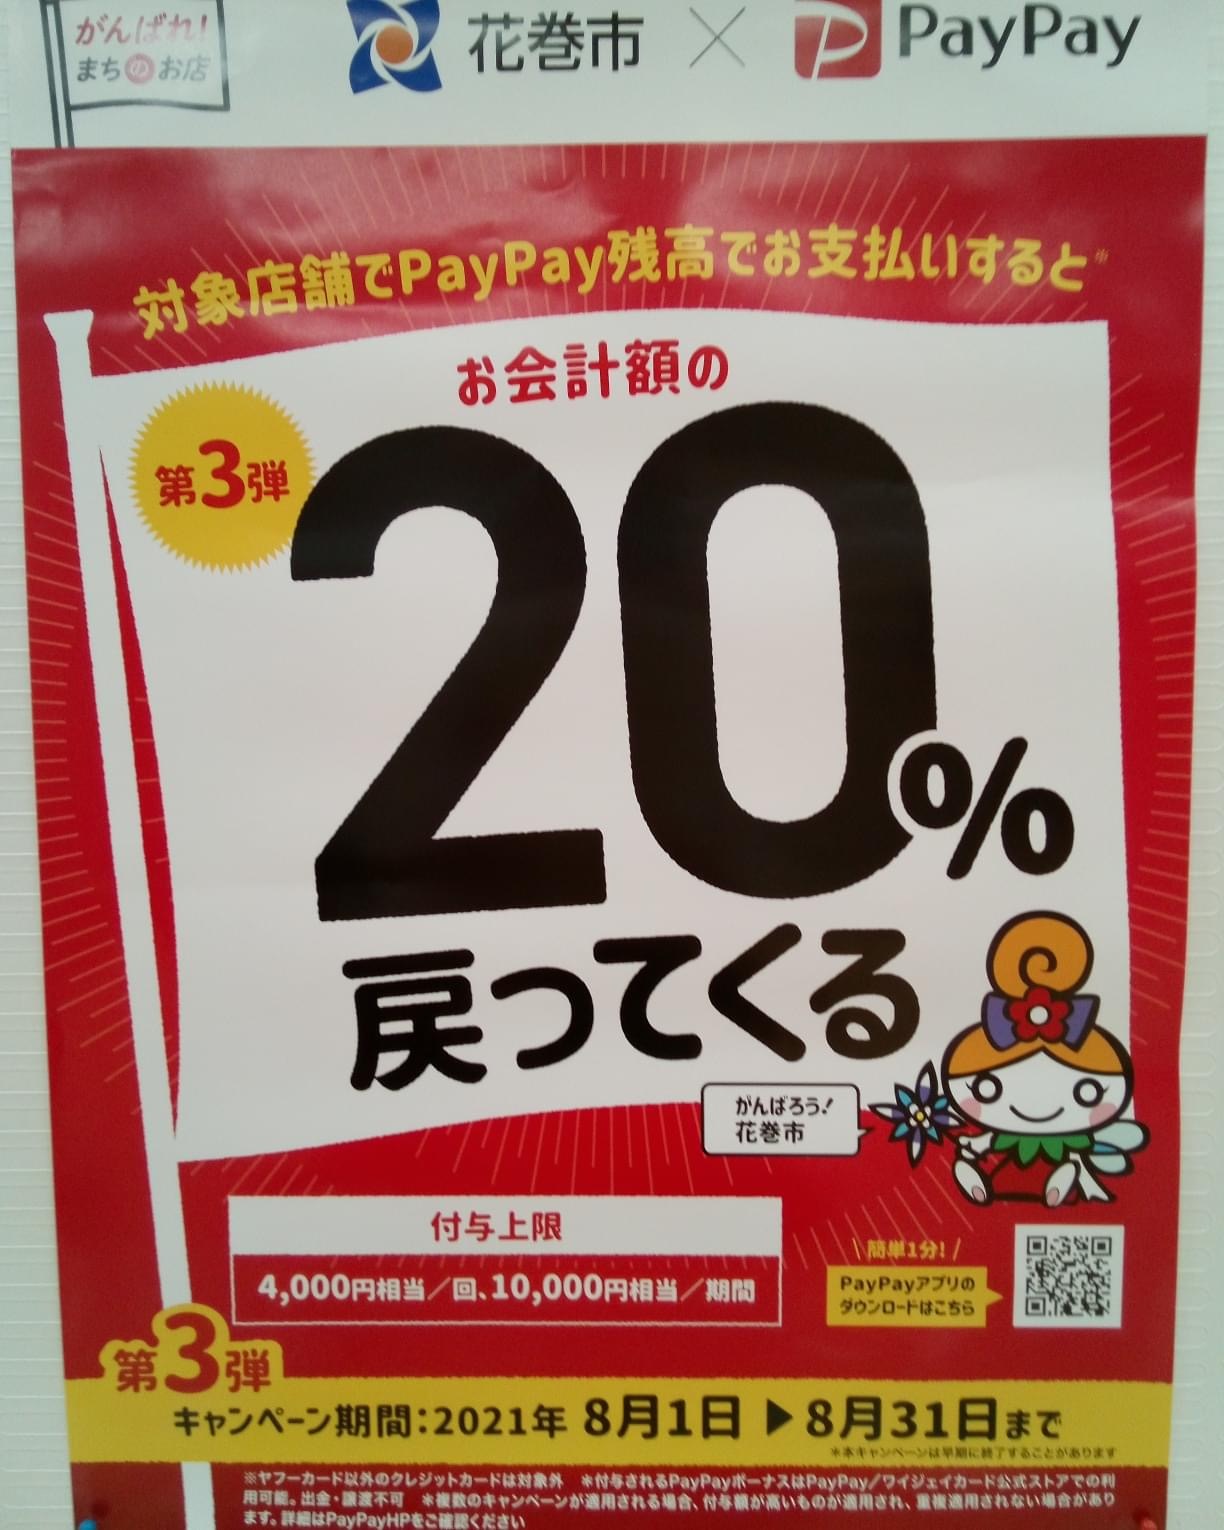 がんばれ!
まちのお店
花巻市 × PayPay
対象店舗でPayPay残高でお支払いすると※
お会計額の
第3弾
20%
戻ってくる
がんばろう!
花巻市
付与上限
4,000円相当/回、10,000円相当/期間
簡単1分!
PayPayアプリの
ダウンロードはこちら
第3弾
キャンペーン期間:2021年 8月1日▶8月31日まで
*本キャンペーンは早期に終了することがあります
※ヤフーカード以外のクレジットカードは対象外 *付与されるPayPayボーナスはPayPay/ワイジェイカード公式ストアでの利
用可能。出金・譲渡不可 *複数のキャンペーンが適用される場合、付与額が高いものが適用され、重複適用されない場合があり
ます。詳細はPayPayHPをご確認ください